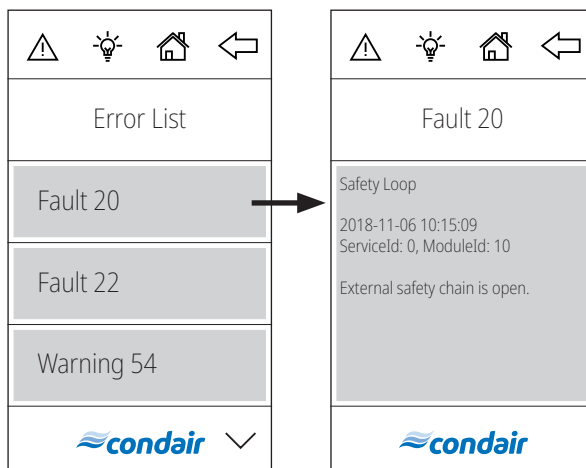 Error List
Fault 20
Fault 22
Warning 54
condair
Fault 20
Safety Loop
2018-11-06 10:15:09
ServiceId: 0, ModuleId: 10
External safety chain is open.
condair